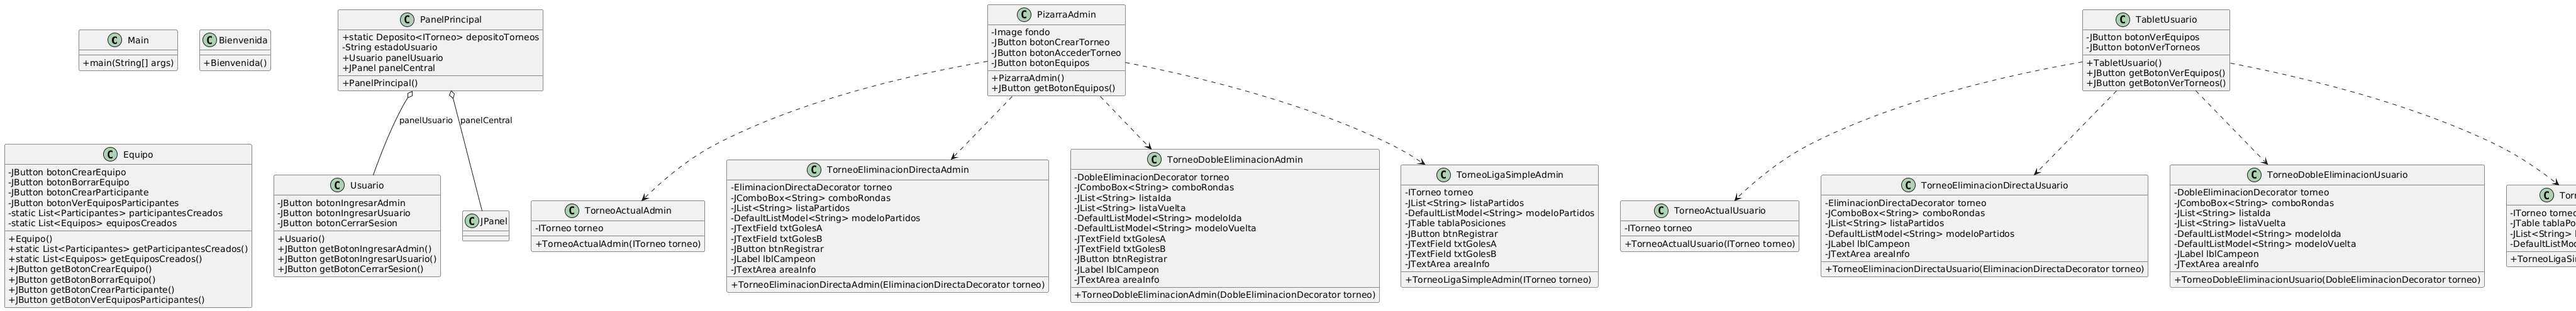 C Main
+main(String[] args)
C Bienvenida
+Bienvenida()
C PanelPrincipal
+static Deposito<ITorneo> depositoTorneos
-String estadoUsuario
+Usuario panelUsuario
+JPanel panelCentral
+PanelPrincipal()
C PizarraAdmin
-Image fondo
-JButton botonCrearTorneo
-JButton botonAccederTorneo
-JButton botonEquipos
+PizarraAdmin()
+JButton getBotonEquipos()
C TabletUsuario
-JButton botonVerEquipos
-JButton botonVerTorneos
+TabletUsuario()
+JButton getBotonVerEquipos()
+JButton getBotonVerTorneos()
panelUsuario
panelCentral
C Equipo
-JButton botonCrearEquipo
-JButton botonBorrarEquipo
-JButton botonCrearParticipante
-JButton botonVerEquiposParticipantes
-static List<Participantes> participantesCreados
-static List<Equipos> equiposCreados
+Equipo()
+static List<Participantes> getParticipantesCreados()
+static List<Equipos> getEquiposCreados()
+JButton getBotonCrearEquipo()
+JButton getBotonBorrarEquipo()
+JButton getBotonCrearParticipante()
+JButton getBotonVerEquiposParticipantes()
C Usuario
-JButton botonIngresarAdmin
-JButton botonIngresarUsuario
-JButton botonCerrarSesion
+Usuario()
+JButton getBotonIngresarAdmin()
+JButton getBotonIngresarUsuario()
+JButton getBotonCerrarSesion()
C JPanel
C TorneoActualAdmin
-ITorneo torneo
+TorneoActualAdmin(ITorneo torneo)
C TorneoEliminacionDirectaAdmin
-EliminacionDirectaDecorator torneo
-JComboBox<String> comboRondas
-JList<String> listaPartidos
-DefaultListModel<String> modeloPartidos
-JTextField txtGolesA
-JTextField txtGolesB
-JButton btnRegistrar
-JLabel lblCampeon
-JTextArea areaInfo
+TorneoEliminacionDirectaAdmin(EliminacionDirectaDecorator torneo)
C TorneoDobleEliminacionAdmin
-DobleEliminacionDecorator torneo
-JComboBox<String> comboRondas
-JList<String> listaIda
-JList<String> listaVuelta
-DefaultListModel<String> modeloIda
-DefaultListModel<String> modeloVuelta
-JTextField txtGolesA
-JTextField txtGolesB
-JButton btnRegistrar
-JLabel lblCampeon
-JTextArea areaInfo
+TorneoDobleEliminacionAdmin(DobleEliminacionDecorator torneo)
C TorneoLigaSimpleAdmin
-ITorneo torneo
-JList<String> listaPartidos
-DefaultListModel<String> modeloPartidos
-JTable tablaPosiciones
-JButton btnRegistrar
-JTextField txtGolesA
-JTextField txtGolesB
-JTextArea areaInfo
+TorneoLigaSimpleAdmin(ITorneo torneo)
C TorneoActualUsuario
-ITorneo torneo
+TorneoActualUsuario(ITorneo torneo)
C TorneoEliminacionDirectaUsuario
-EliminacionDirectaDecorator torneo
-JComboBox<String> comboRondas
-JList<String> listaPartidos
-DefaultListModel<String> modeloPartidos
-JLabel lblCampeon
-JTextArea areaInfo
+TorneoEliminacionDirectaUsuario(EliminacionDirectaDecorator torneo)
C TorneoDobleEliminacionUsuario
-DobleEliminacionDecorator torneo
-JComboBox<String> comboRondas
-JList<String> listaIda
-JList<String> listaVuelta
-DefaultListModel<String> modeloIda
-DefaultListModel<String> modeloVuelta
-JLabel lblCampeon
-JTextArea areaInfo
+TorneoDobleEliminacionUsuario(DobleEliminacionDecorator torneo)
C
-ITorneo
-JTable
-JList<String>